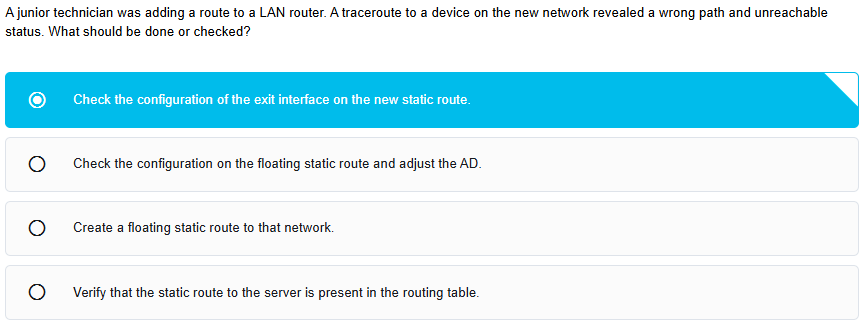 A junior technician was adding a route to a LAN router. A traceroute to a device on the new network revealed a wrong path and unreachable
status. What should be done or checked?
Check the configuration of the exit interface on the new static route.
Check the configuration on the floating static route and adjust the AD.
Create a floating static route to that network.
Verify that the static route to the server is present in the routing table.